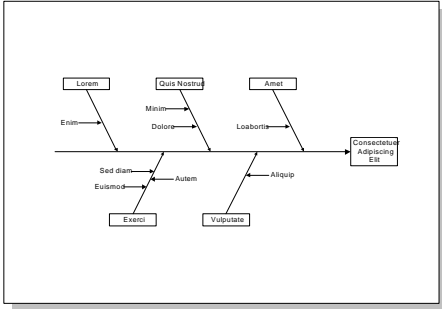 Lorem
Quis Nostrud
Amet
Minim
Enim
Dolore
Loabortis
Consectetuer
Adipiscing
Elit
Sed diam
Autem
Aliquip
Euismod
Exerci
Vulputate